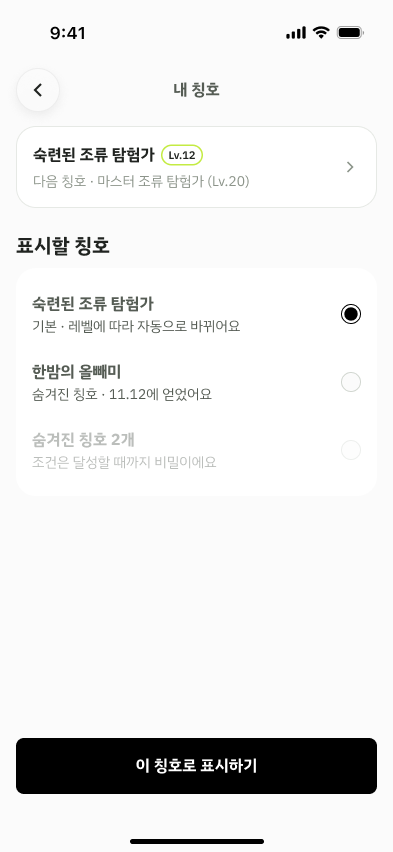 9:41
내 칭호
숙련된 조류 탐험가 Lv.12
다음 칭호 · 마스터 조류 탐험가 (Lv.20)
표시할 칭호
숙련된 조류 탐험가
기본 · 레벨에 따라 자동으로 바뀌어요
한밤의 올빼미
숨겨진 칭호 · 11.12에 얻었어요
숨겨진 칭호 2개
조건은 달성할 때까지 비밀이에요
이 칭호로 표시하기